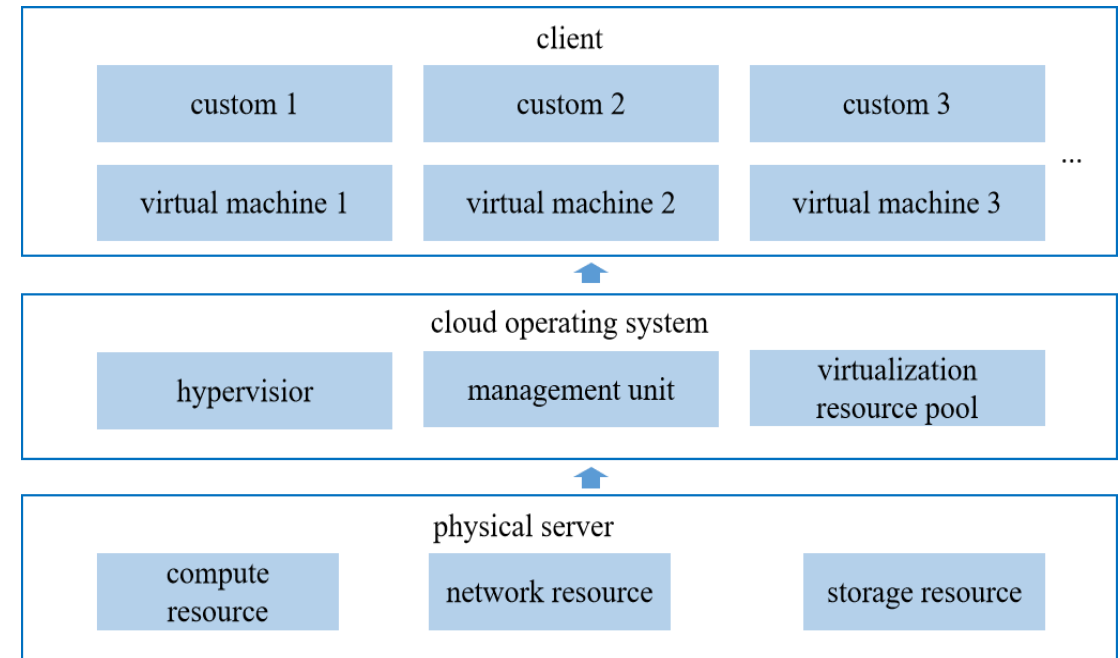 client
custom 1
custom 2
custom 3
...
virtual machine 1
virtual machine 2
virtual machine 3
cloud operating system
hypervisior
management unit
virtualization
resource pool
physical server
compute
resource
network resource
storage resource